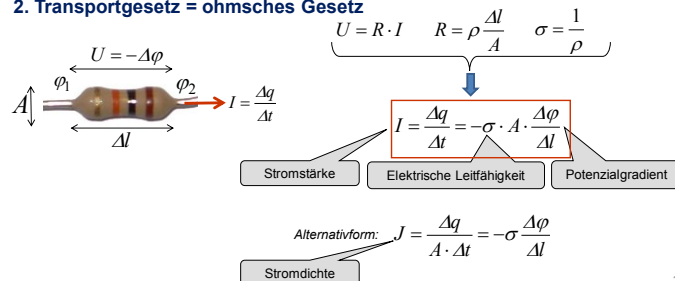 2. Transportgesetz = ohmsches Gesetz
U = R · I   R = ρ Δl/A   σ = 1/ρ
U = −Δφ
φ₁   φ₂
A   I = Δq/Δt
Δl
I = Δq/Δt = −σ · A · Δφ/Δl
Stromstärke   Elektrische Leitfähigkeit   Potenzialgradient
Alternativform: J = Δq/(A · Δt) = −σ Δφ/Δl
Stromdichte